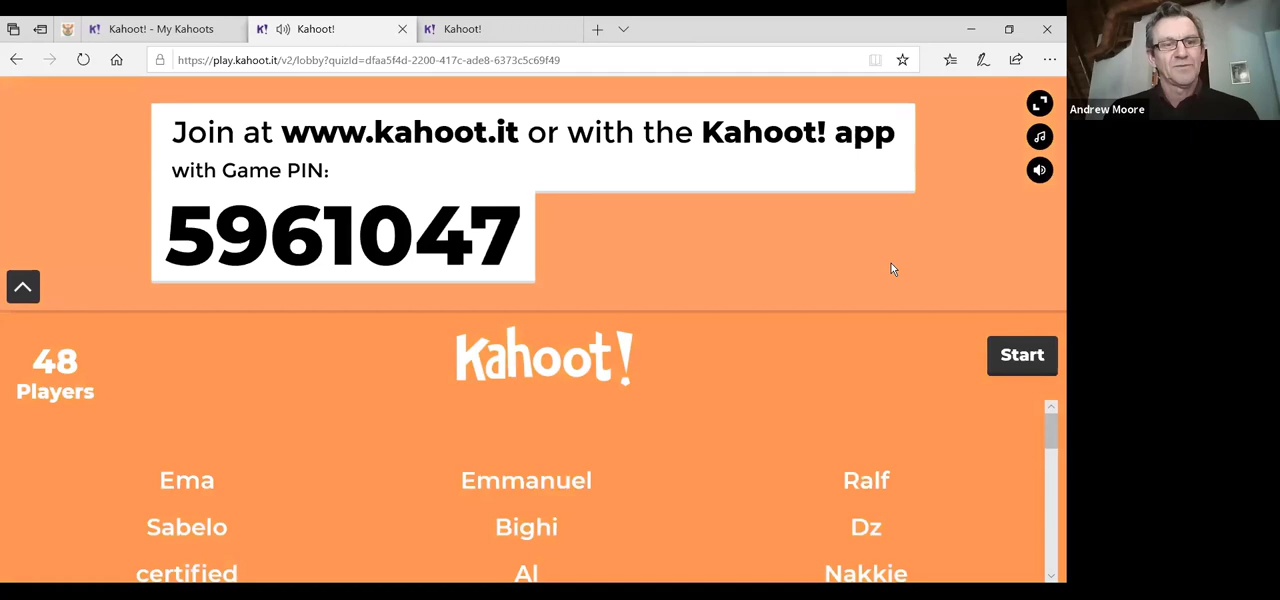 Kahoot! - My Kahoots
Kahoot!
Kahoot!
https://play.kahoot.it/v2/lobby?quizId=dfaa5f4d-2200-417c-ade8-6373c5c69f49
Andrew Moore
Join at www.kahoot.it or with the Kahoot! app
with Game PIN:
5961047
48
Players
Kahoot!
Start
Ema Emmanuel Ralf
Sabelo Bighi Dz
certified Al Nakkie